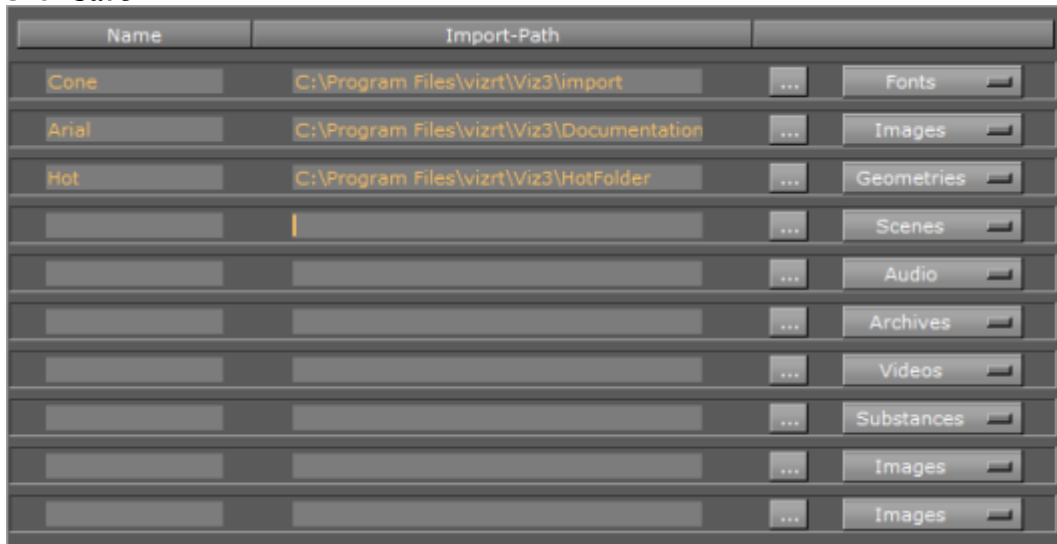 Name Import-Path
Cone C:\Program Files\vizrt\Viz3\import ... Fonts
Arial C:\Program Files\vizrt\Viz3\Documentation ... Images
Hot C:\Program Files\vizrt\Viz3\HotFolder ... Geometries
... Scenes
... Audio
... Archives
... Videos
... Substances
... Images
... Images